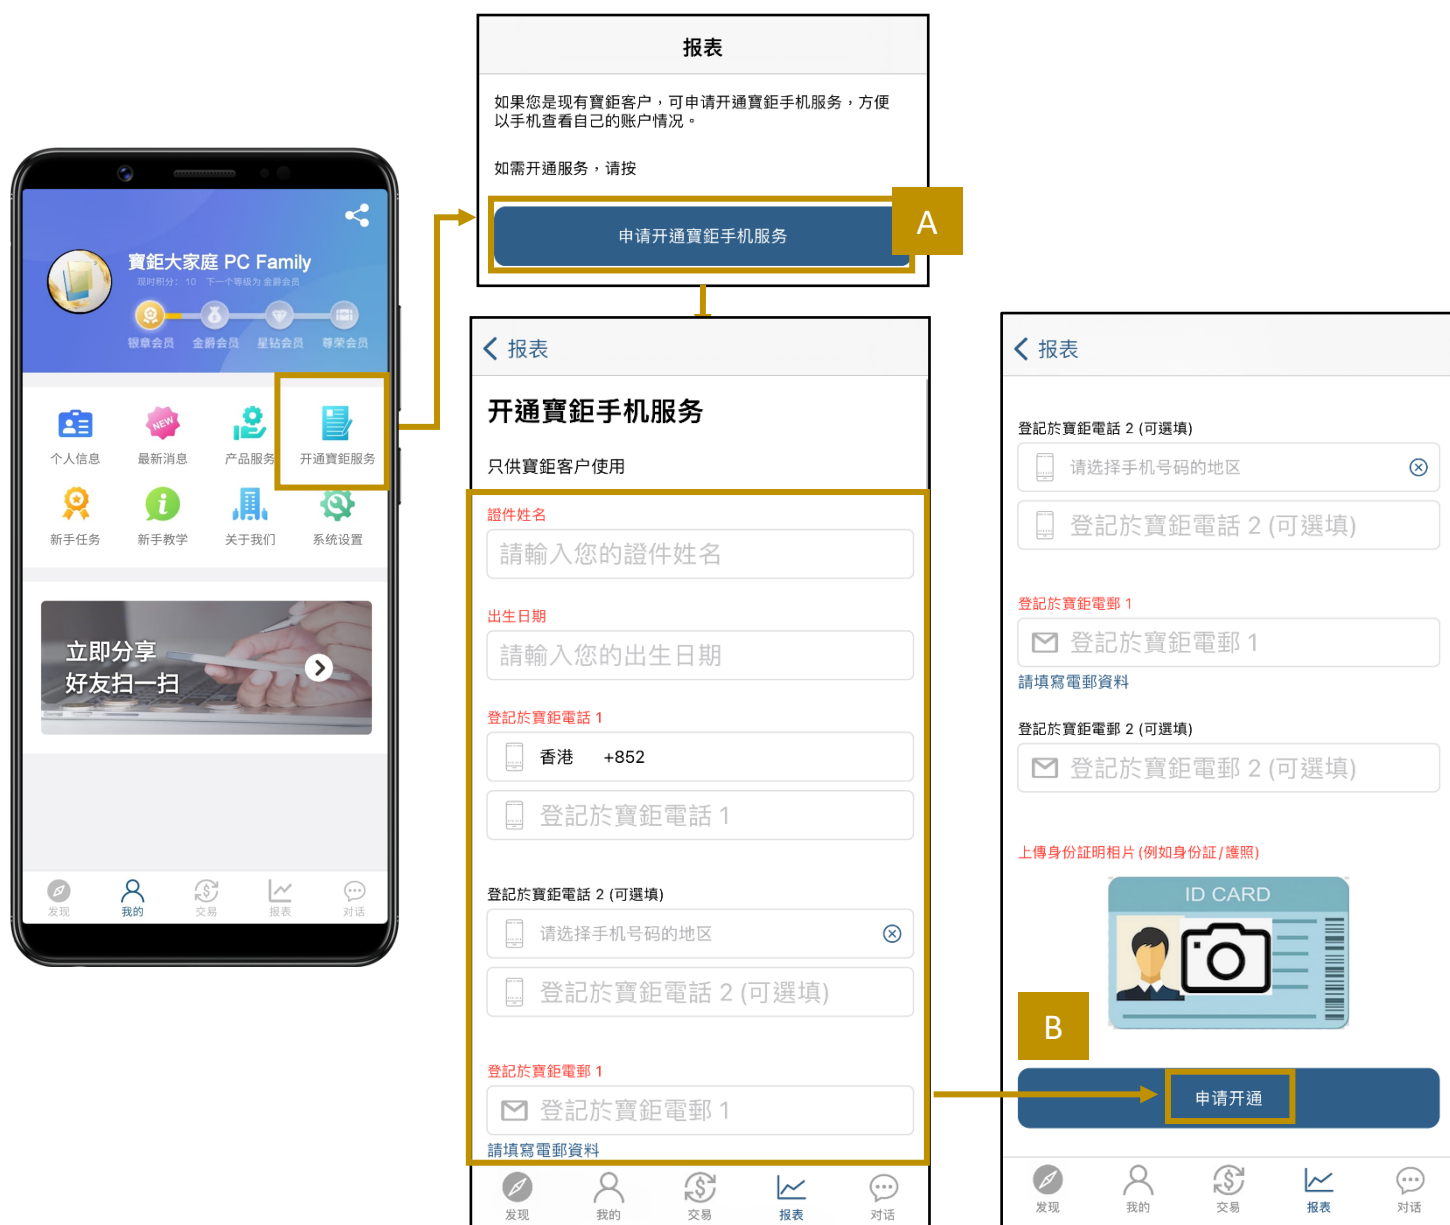 寶鉅大家庭 PC Family
现时积分： 10 下一个等级为 金爵会员
银章会员 金爵会员 星钻会员 尊荣会员
个人信息 最新消息 产品服务 开通寶鉅服务
NEW
新手任务 新手教学 关于我们 系统设置
立即分享
好友扫一扫
发现 我的 交易 报表 对话
报表
如果您是现有寶鉅客户，可申请开通寶鉅手机服务，方便
以手机查看自己的账户情况。
如需开通服务，请按
申请开通寶鉅手机服务
A
报表
开通寶鉅手机服务
只供寶鉅客户使用
證件姓名
請輸入您的證件姓名
出生日期
請輸入您的出生日期
登記於寶鉅電話 1
香港 +852
登記於寶鉅電話 1
登記於寶鉅電話 2 (可選填)
请选择手机号码的地区
登記於寶鉅電話 2 (可選填)
登記於寶鉅電郵 1
登記於寶鉅電郵 1
請填寫電郵資料
发现 我的 交易 报表 对话
报表
登記於寶鉅電話 2 (可選填)
请选择手机号码的地区
登記於寶鉅電話 2 (可選填)
登記於寶鉅電郵 1
登記於寶鉅電郵 1
請填寫電郵資料
登記於寶鉅電郵 2 (可選填)
登記於寶鉅電郵 2 (可選填)
上傳身份証明相片 (例如身份証/護照)
ID CARD
B
申请开通
发现 我的 交易 报表 对话